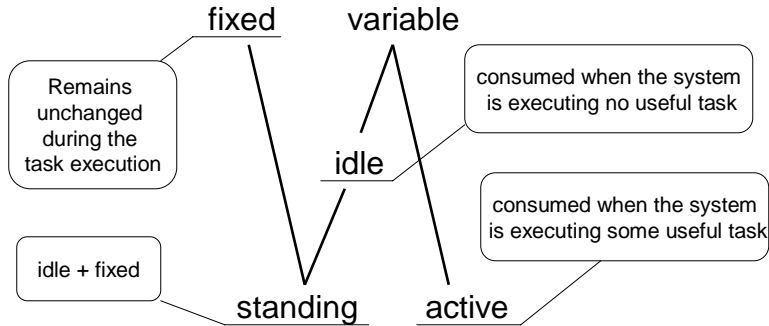 fixed
variable
Remains
unchanged
during the
task execution
consumed when the system
is executing no useful task
idle
consumed when the system
is executing some useful task
idle + fixed
standing
active